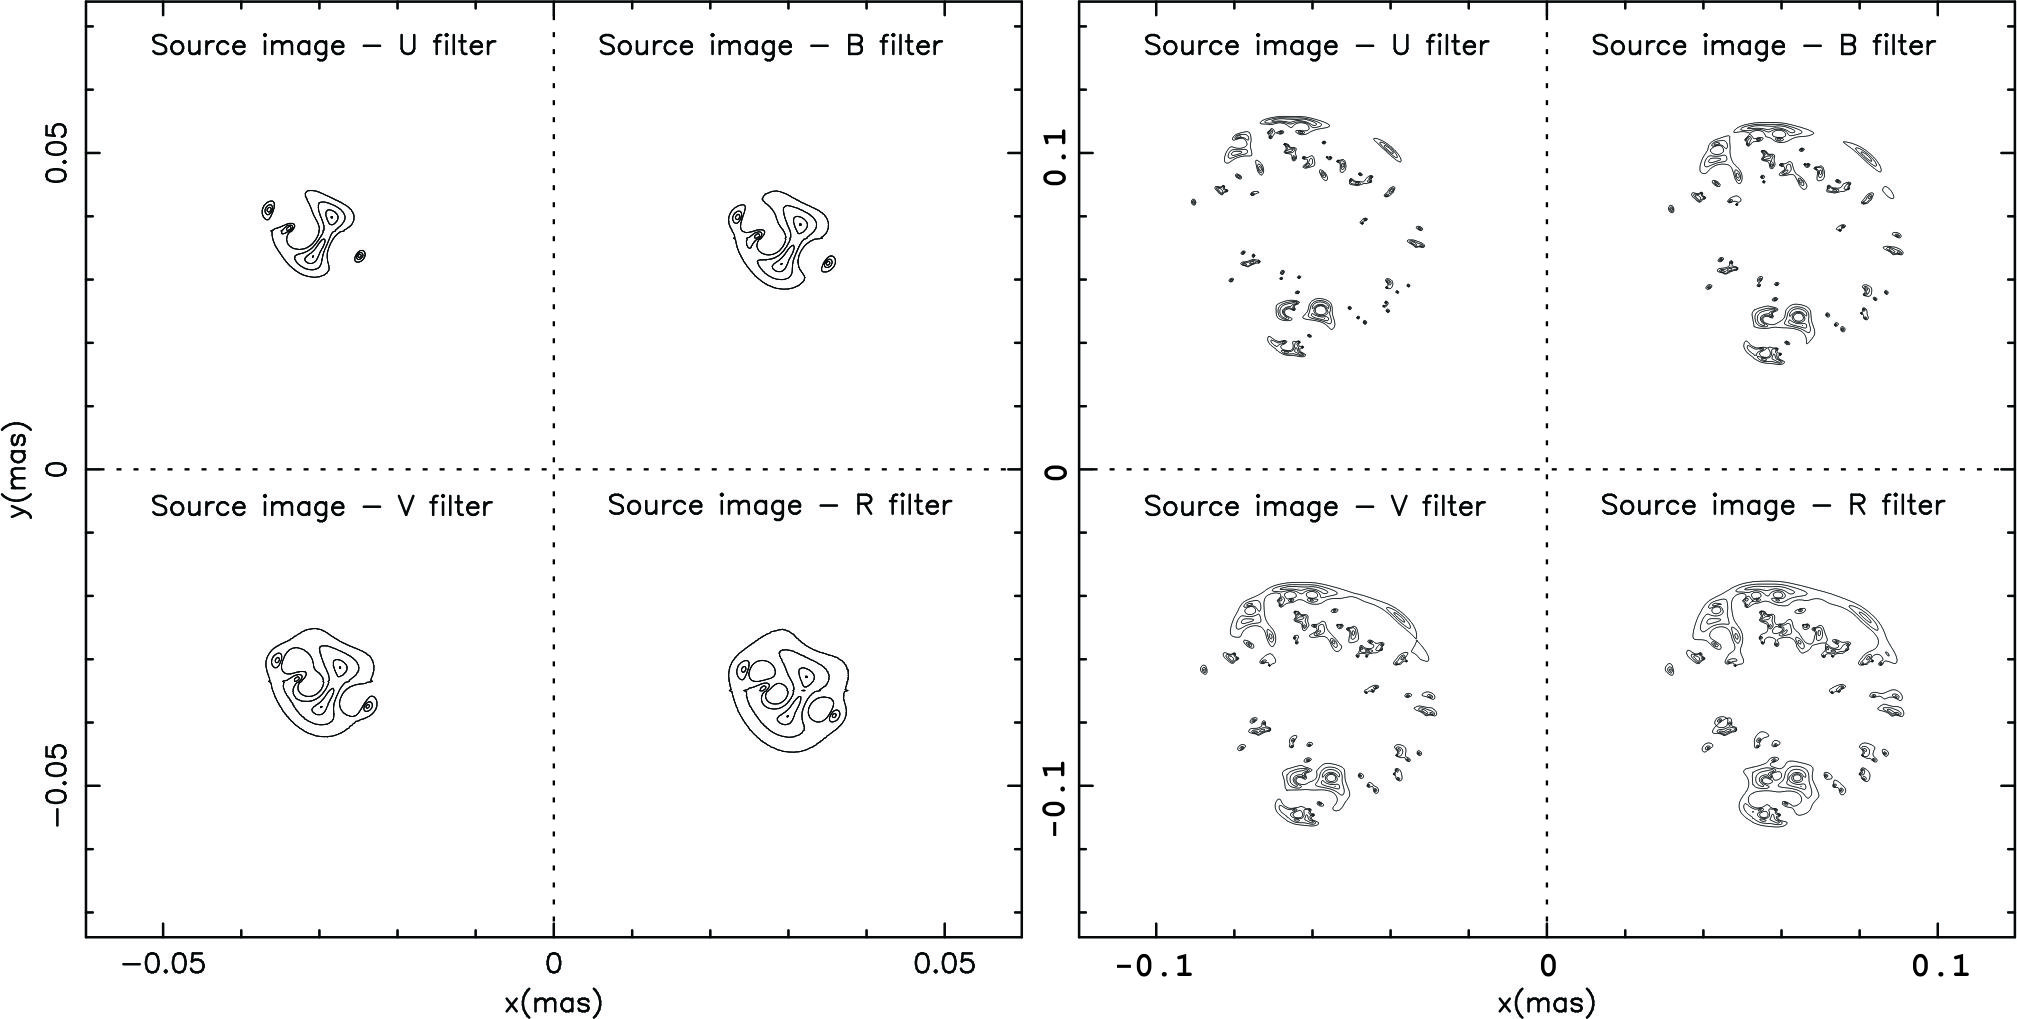 Source image – U filter
Source image – B filter
Source image – U filter
Source image – B filter
0.05
0.1
y(mas)
0
0
Source image – V filter
Source image – R filter
Source image – V filter
Source image – R filter
-0.05
-0.1
-0.05
0
0.05
-0.1
0
0.1
x(mas)
x(mas)